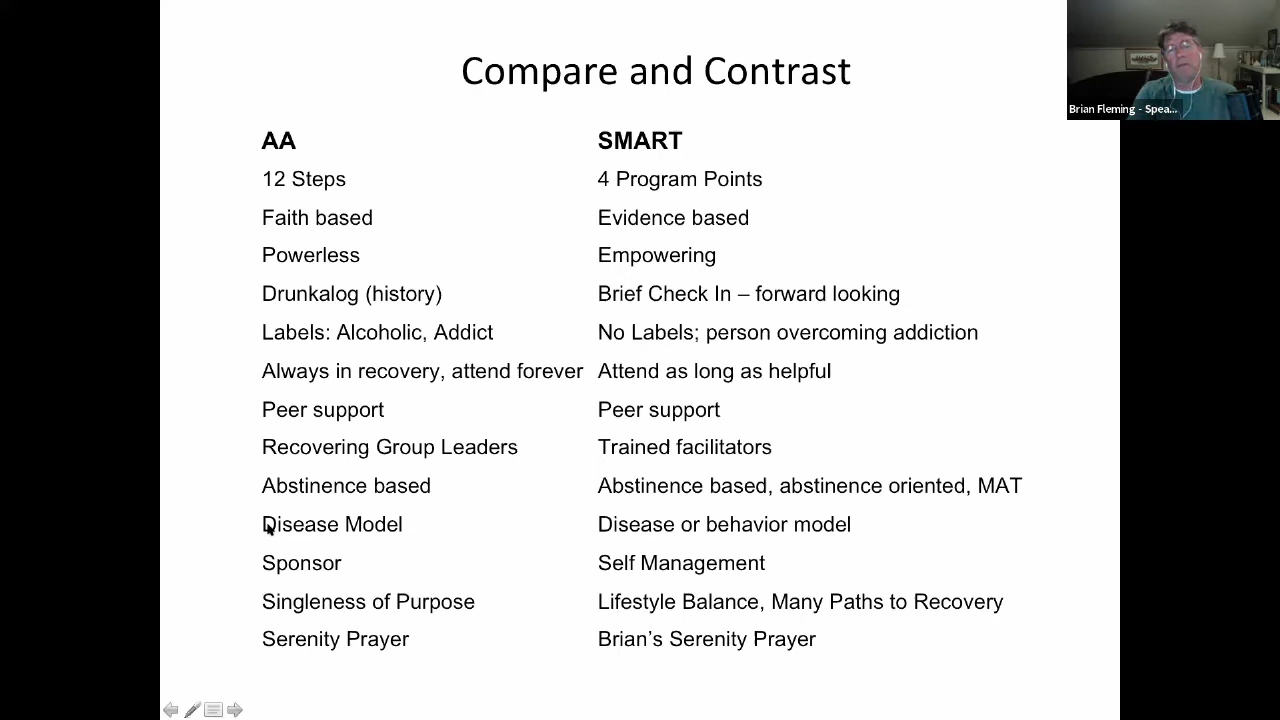 Compare and Contrast
Brian Fleming - Spea...
AA SMART
12 Steps 4 Program Points
Faith based Evidence based
Powerless Empowering
Drunkalog (history) Brief Check In – forward looking
Labels: Alcoholic, Addict No Labels; person overcoming addiction
Always in recovery, attend forever Attend as long as helpful
Peer support Peer support
Recovering Group Leaders Trained facilitators
Abstinence based Abstinence based, abstinence oriented, MAT
Disease Model Disease or behavior model
Sponsor Self Management
Singleness of Purpose Lifestyle Balance, Many Paths to Recovery
Serenity Prayer Brian’s Serenity Prayer